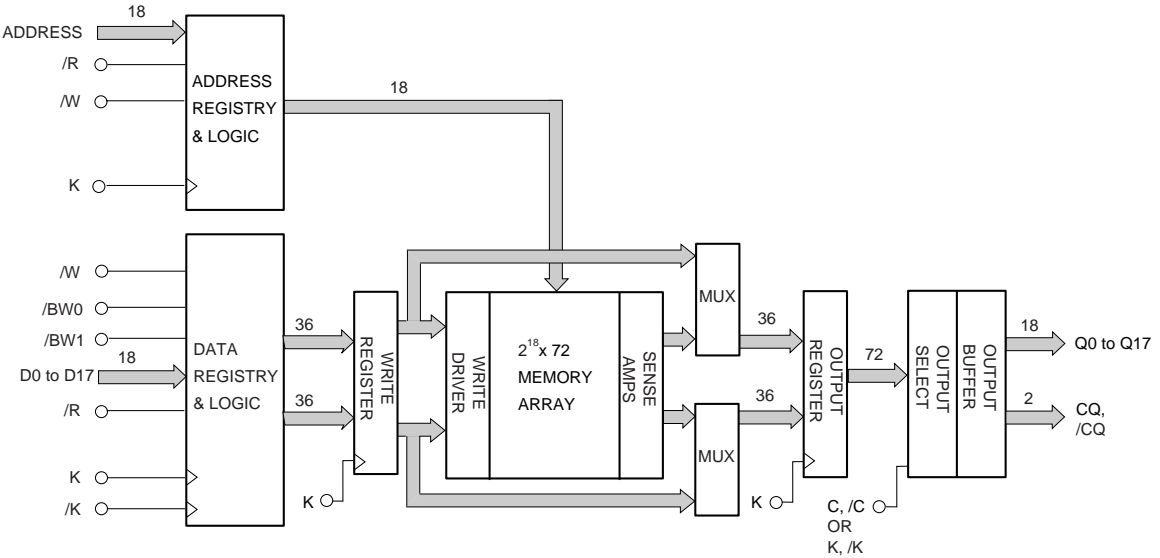 18
ADDRESS
/R
/W
K
ADDRESS
REGISTRY
& LOGIC
18
/W
/BW0
/BW1
18
D0 to D17
/R
K
/K
DATA
REGISTRY
& LOGIC
36
36
WRITE
REGISTER
K
WRITE
DRIVER
2^18 x 72
MEMORY
ARRAY
SENSE
AMPS
MUX
MUX
36
36
OUTPUT
REGISTER
K
72
OUTPUT
SELECT
OUTPUT
BUFFER
C, /C
OR
K, /K
18
Q0 to Q17
2
CQ,
/CQ